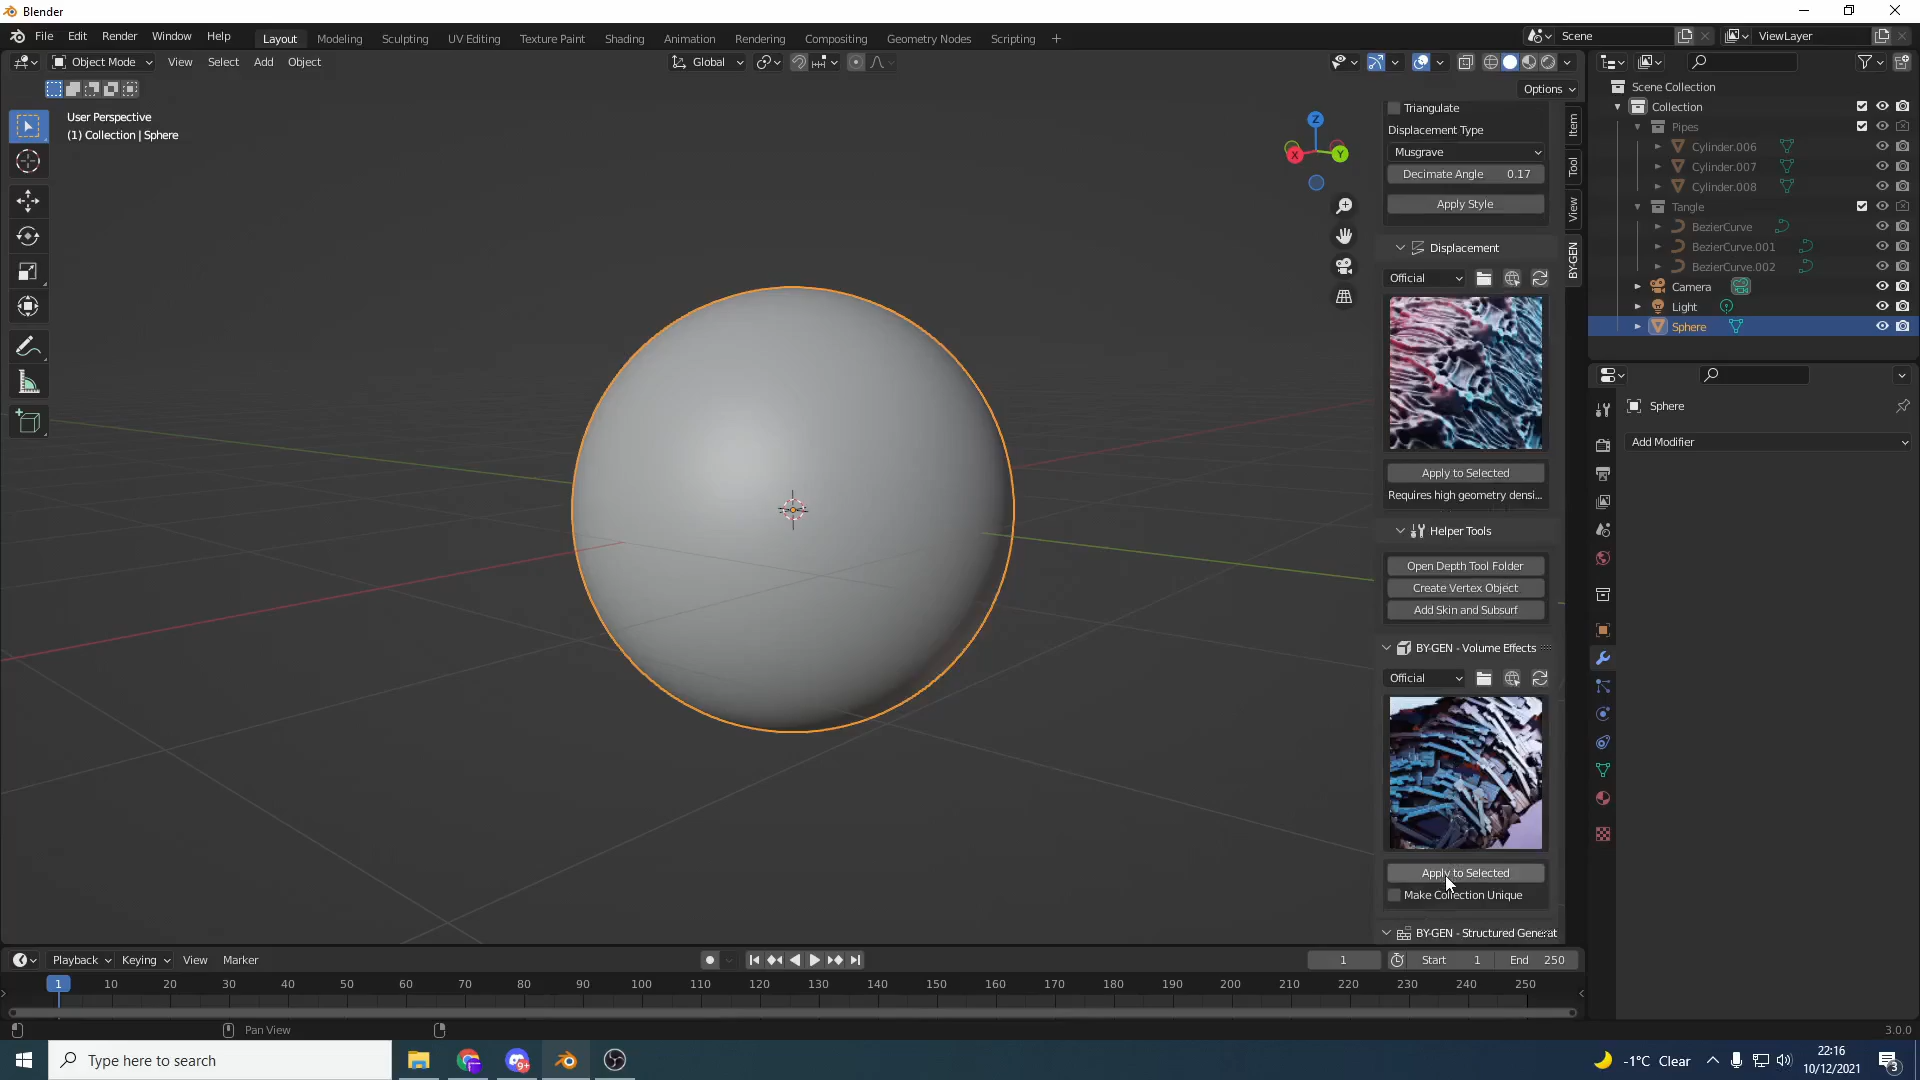 Blender
File Edit Render Window Help
Layout Modeling Sculpting UV Editing Texture Paint Shading Animation Rendering Compositing Geometry Nodes Scripting +
Scene
ViewLayer
Object Mode View Select Add Object
Global
Options
User Perspective
(1) Collection | Sphere
Z
X
Y
Triangulate
Displacement Type
Musgrave
Decimate Angle 0.17
Apply Style
Displacement
Official
Apply to Selected
Requires high geometry densi...
Helper Tools
Open Depth Tool Folder
Create Vertex Object
Add Skin and Subsurf
BY-GEN - Volume Effects
Official
Apply to Selected
Make Collection Unique
BY-GEN - Structured Generat
Item
Tool
View
BY-GEN
Scene Collection
Collection
Pipes
Cylinder.006
Cylinder.007
Cylinder.008
Tangle
BezierCurve
BezierCurve.001
BezierCurve.002
Camera
Light
Sphere
Sphere
Add Modifier
Playback Keying View Marker
1
Start 1
End 250
1 10 20 30 40 50 60 70 80 90 100 110 120 130 140 150 160 170 180 190 200 210 220 230 240 250
Pan View
3.0.0
Type here to search
9+
-1°C Clear
22:16
10/12/2021
3